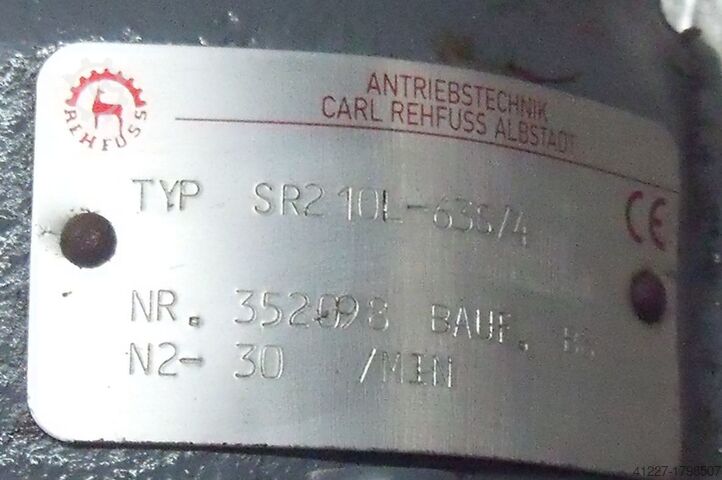 REHFUSS
ANTRIEBSTECHNIK
CARL REHFUSS ALBSTADT
TYP SR210L-63S/4
CE
NR. 352098 BAUF.
N2- 30 /MIN
41227-1798507